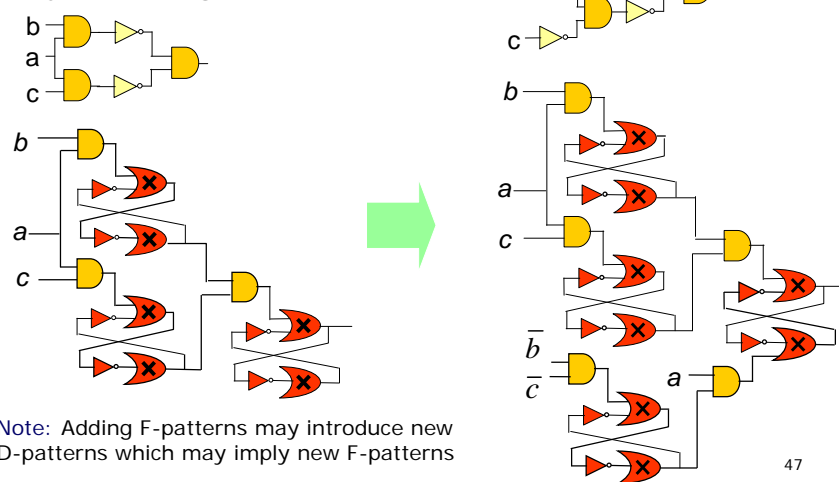 b
a
c
c
b
a
c
b
a
c
b̅
c̅
a
Note: Adding F-patterns may introduce new
D-patterns which may imply new F-patterns
47